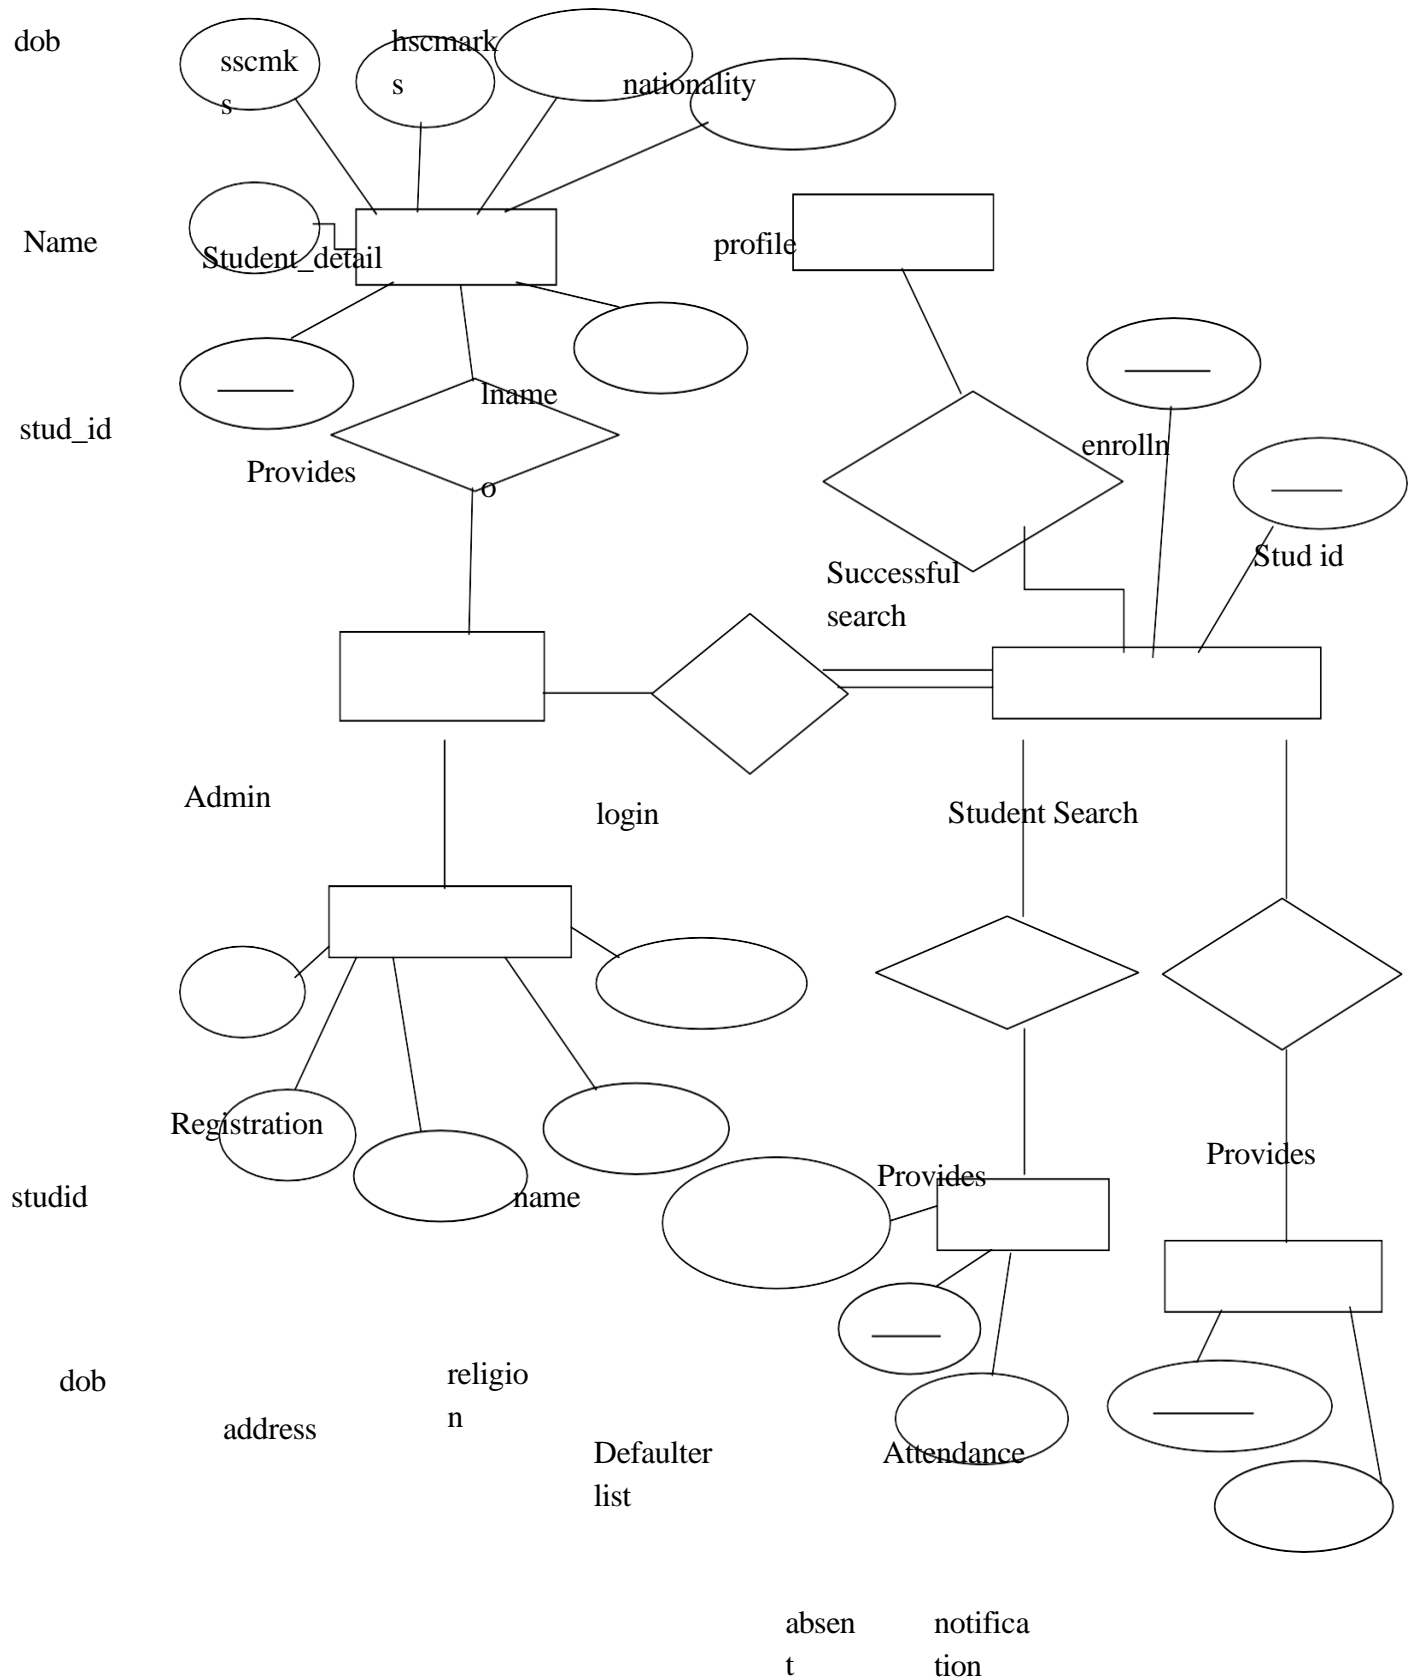 dob
sscmk
s
hscmark
s
nationality
Name
Student_detail
profile
lname
stud_id
enrolln
Provides
o
Stud id
Successful
search
Admin
login
Student Search
Registration
Provides
Provides
studid
name
dob
religio
n
address
Defaulter
list
Attendance
absen
t
notifica
tion